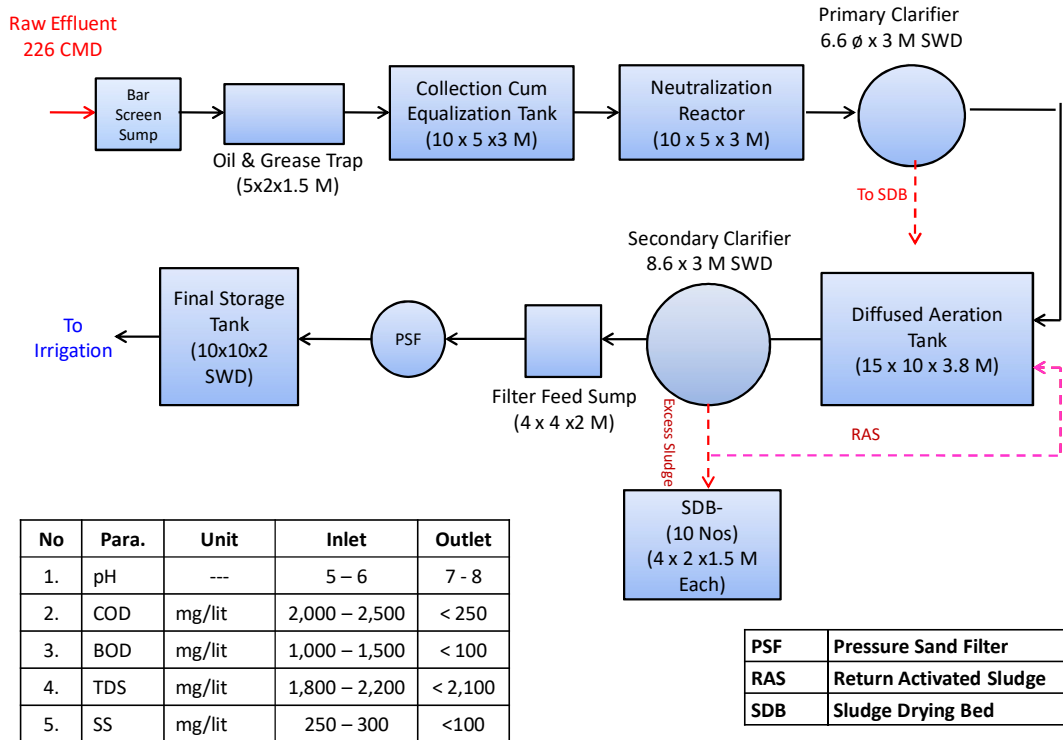 Raw Effluent
226 CMD
Primary Clarifier
6.6 ø x 3 M SWD
Bar
Screen
Sump
Oil & Grease Trap
(5x2x1.5 M)
Collection Cum
Equalization Tank
(10 x 5 x3 M)
Neutralization
Reactor
(10 x 5 x 3 M)
To SDB
Secondary Clarifier
8.6 x 3 M SWD
Diffused Aeration
Tank
(15 x 10 x 3.8 M)
Filter Feed Sump
(4 x 4 x2 M)
PSF
Final Storage
Tank
(10x10x2
SWD)
To
Irrigation
Excess Sludge
RAS
SDB-
(10 Nos)
(4 x 2 x1.5 M
Each)
No Para. Unit Inlet Outlet
1. pH --- 5 – 6 7 - 8
2. COD mg/lit 2,000 – 2,500 < 250
3. BOD mg/lit 1,000 – 1,500 < 100
4. TDS mg/lit 1,800 – 2,200 < 2,100
5. SS mg/lit 250 – 300 <100
PSF Pressure Sand Filter
RAS Return Activated Sludge
SDB Sludge Drying Bed